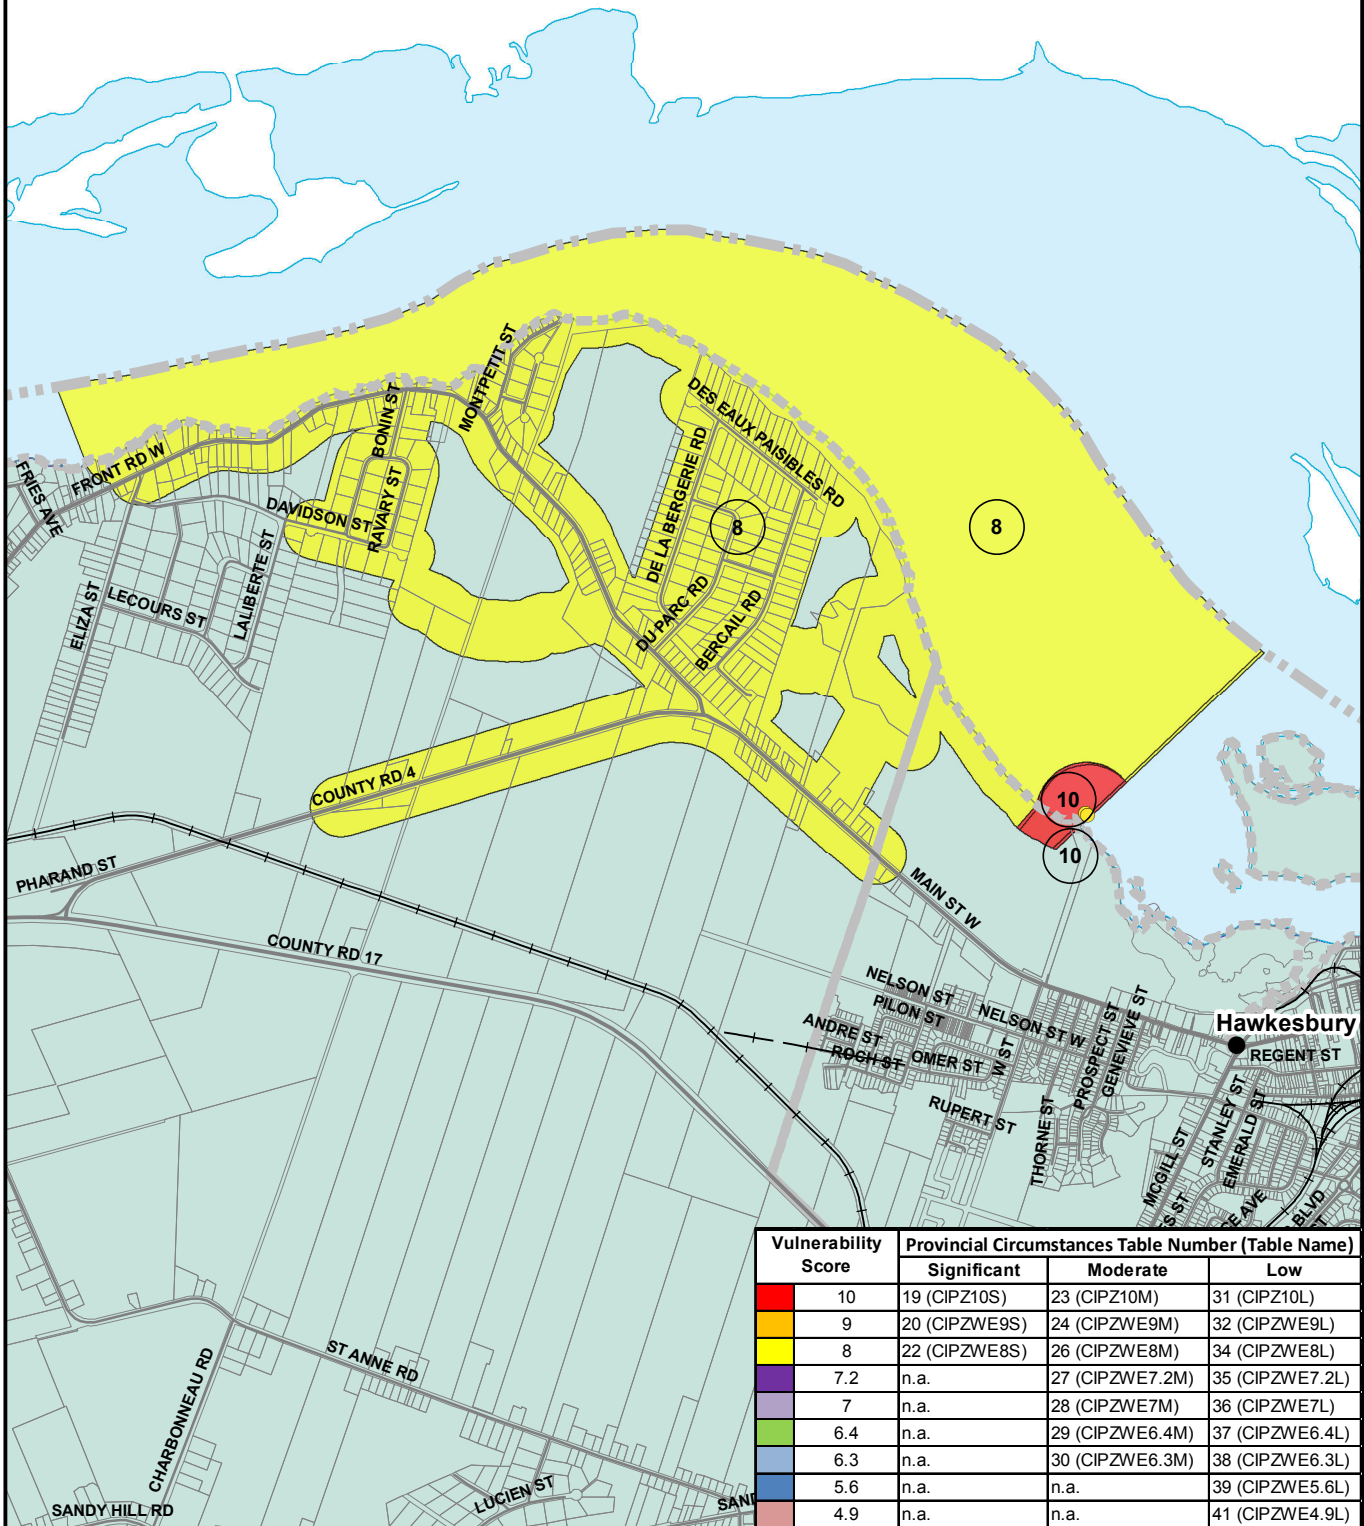 MONTPETIT ST
BONIN ST
DES EAUX PAISIBLES RD
FRONT RD W
FRIES AVE
DE LA BERGERIE RD
RAVARY ST
DAVIDSON ST
8
8
LALIBERTE ST
LECOURS ST
ELIZA ST
DU PARC RD
BERCAIL RD
COUNTY RD 4
10
10
PHARAND ST
MAIN ST W
COUNTY RD 17
NELSON ST
PILON ST
NELSON ST W
ANDRE ST
ROCH ST
OMER ST
W ST
PROSPECT ST
GENEVIEVE ST
Hawkesbury
REGENT ST
RUPERT ST
THORNE ST
STANLEY ST
EMERALD ST
MCGILL ST
S ST
CE AVE
BLVD
ST
ST ANNE RD
CHARBONNEAU RD
LUCIEN ST
SANDY HILL RD
SAND
Vulnerability Score | Provincial Circumstances Table Number (Table Name)
Significant | Moderate | Low
10 | 19 (CIPZ10S) | 23 (CIPZ10M) | 31 (CIPZ10L)
9 | 20 (CIPZWE9S) | 24 (CIPZWE9M) | 32 (CIPZWE9L)
8 | 22 (CIPZWE8S) | 26 (CIPZWE8M) | 34 (CIPZWE8L)
7.2 | n.a. | 27 (CIPZWE7.2M) | 35 (CIPZWE7.2L)
7 | n.a. | 28 (CIPZWE7M) | 36 (CIPZWE7L)
6.4 | n.a. | 29 (CIPZWE6.4M) | 37 (CIPZWE6.4L)
6.3 | n.a. | 30 (CIPZWE6.3M) | 38 (CIPZWE6.3L)
5.6 | n.a. | n.a. | 39 (CIPZWE5.6L)
4.9 | n.a. | n.a. | 41 (CIPZWE4.9L)